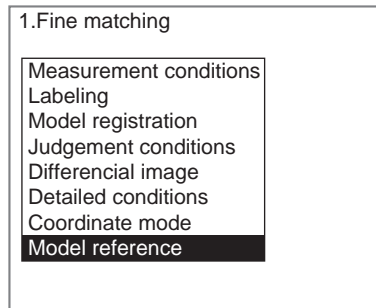 1.Fine matching
Measurement conditions
Labeling
Model registration
Judgement conditions
Differencial image
Detailed conditions
Coordinate mode
Model reference